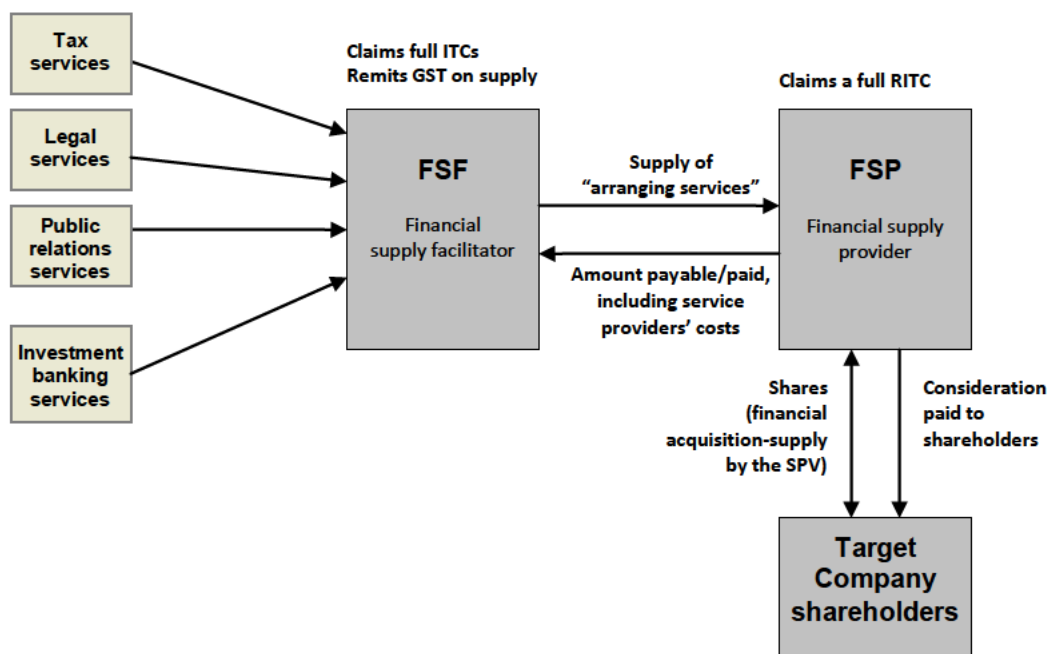 Tax
services
Legal
services
Public
relations
services
Investment
banking
services
Claims full ITCs
Remits GST on supply
FSF
Financial
supply facilitator
Supply of
“arranging services”
Amount payable/paid,
including service
providers’ costs
Claims a full RITC
FSP
Financial supply
provider
Shares
(financial
acquisition-supply
by the SPV)
Consideration
paid to
shareholders
Target
Company
shareholders